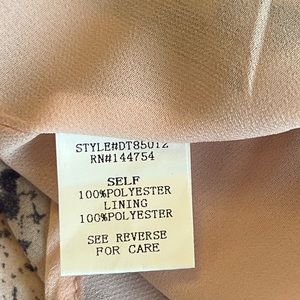 STYLE#DT85012
RN#144754
SELF
100%POLYESTER
LINING
100%POLYESTER
SEE REVERSE
FOR CARE